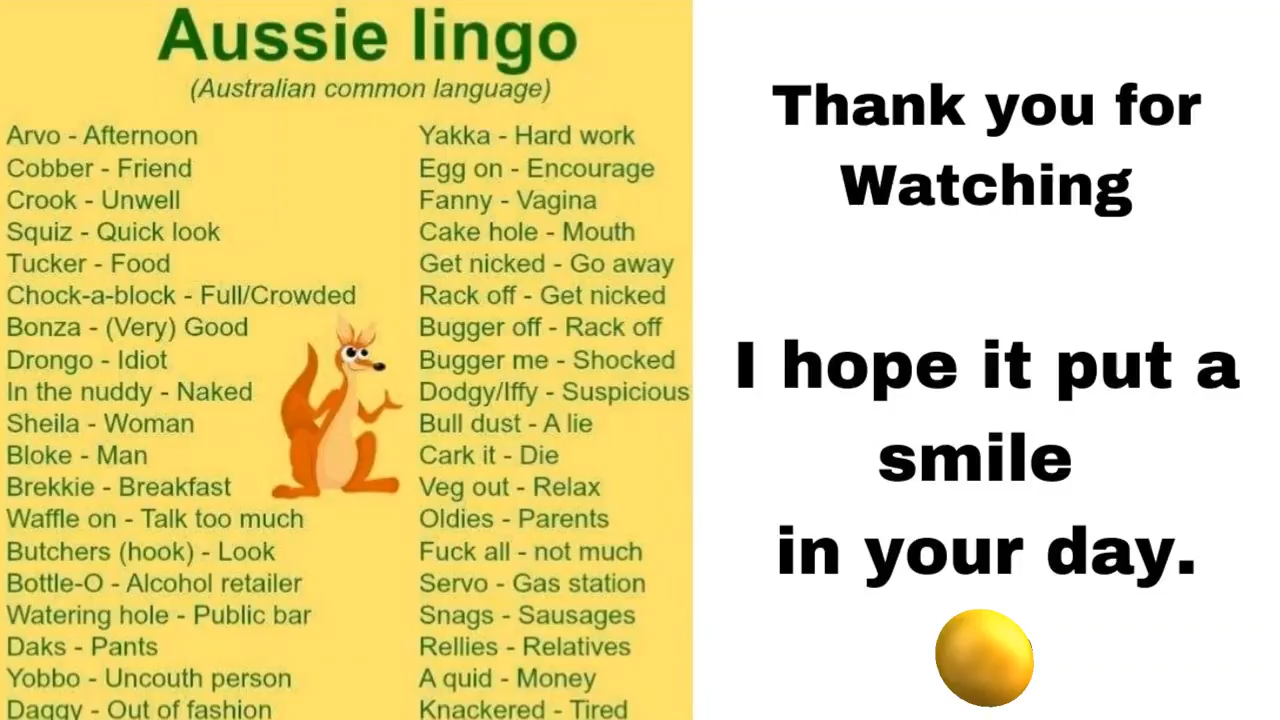 Aussie lingo
(Australian common language)
Arvo - Afternoon
Cobber - Friend
Crook - Unwell
Squiz - Quick look
Tucker - Food
Chock-a-block - Full/Crowded
Bonza - (Very) Good
Drongo - Idiot
In the nuddy - Naked
Sheila - Woman
Bloke - Man
Brekkie - Breakfast
Waffle on - Talk too much
Butchers (hook) - Look
Bottle-O - Alcohol retailer
Watering hole - Public bar
Daks - Pants
Yobbo - Uncouth person
Daggy - Out of fashion
Yakka - Hard work
Egg on - Encourage
Fanny - Vagina
Cake hole - Mouth
Get nicked - Go away
Rack off - Get nicked
Bugger off - Rack off
Bugger me - Shocked
Dodgy/Iffy - Suspicious
Bull dust - A lie
Cark it - Die
Veg out - Relax
Oldies - Parents
Fuck all - not much
Servo - Gas station
Snags - Sausages
Rellies - Relatives
A quid - Money
Knackered - Tired
Thank you for
Watching
I hope it put a
smile
in your day.